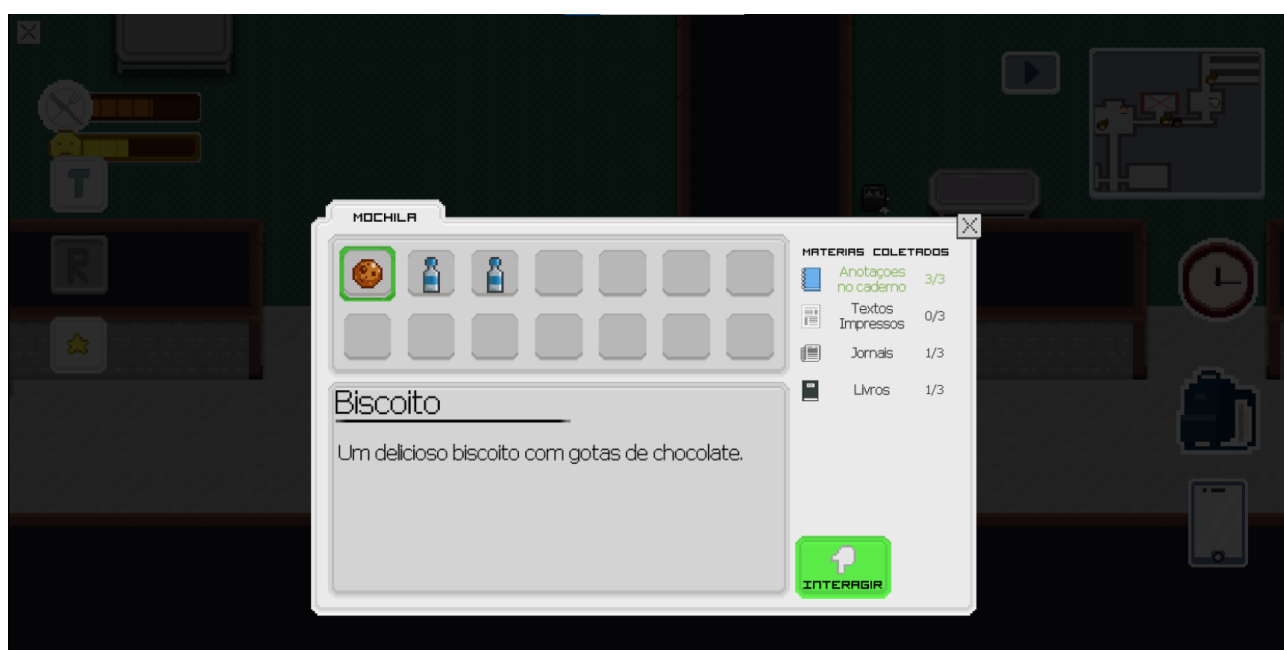 T
R
MOCHILA
MATERIAS COLETADOS
Anotaçoes
no caderno 3/3
Textos
Impressos 0/3
Jornais 1/3
Livros 1/3
Biscoito
Um delicioso biscoito com gotas de chocolate.
INTERAGIR